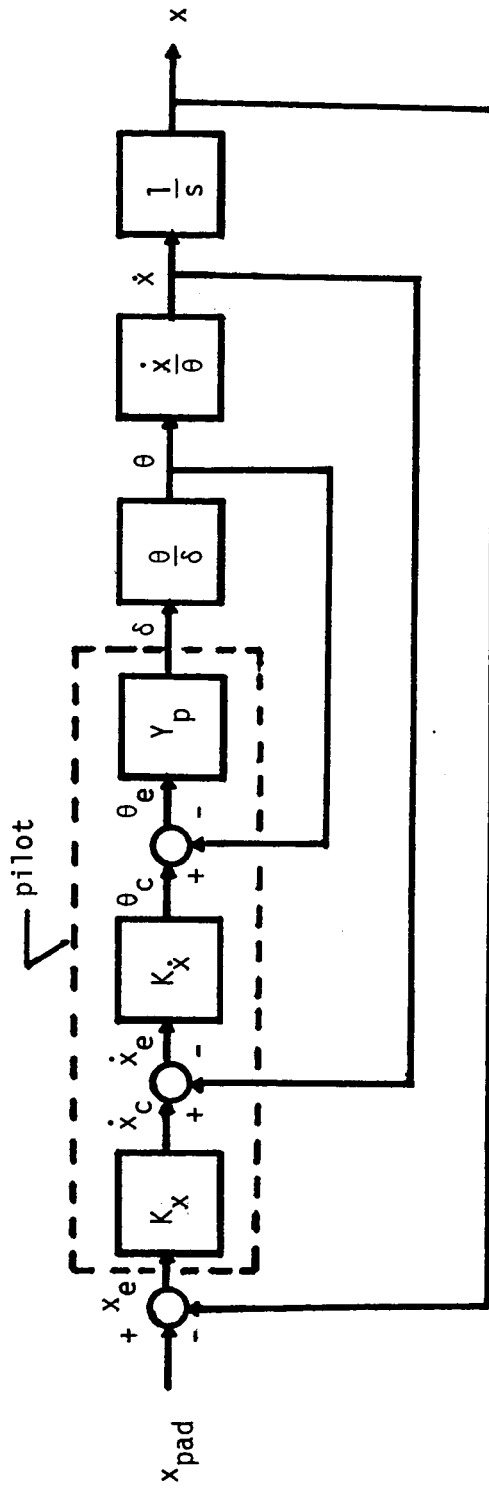 pilot
x_pad
+
-
x_e
K_x
ẋ_c
+
-
ẋ_e
K_ẋ
θ_c
+
-
θ_e
Y_p
δ
θ/δ
θ
ẋ/θ
ẋ
1/s
x